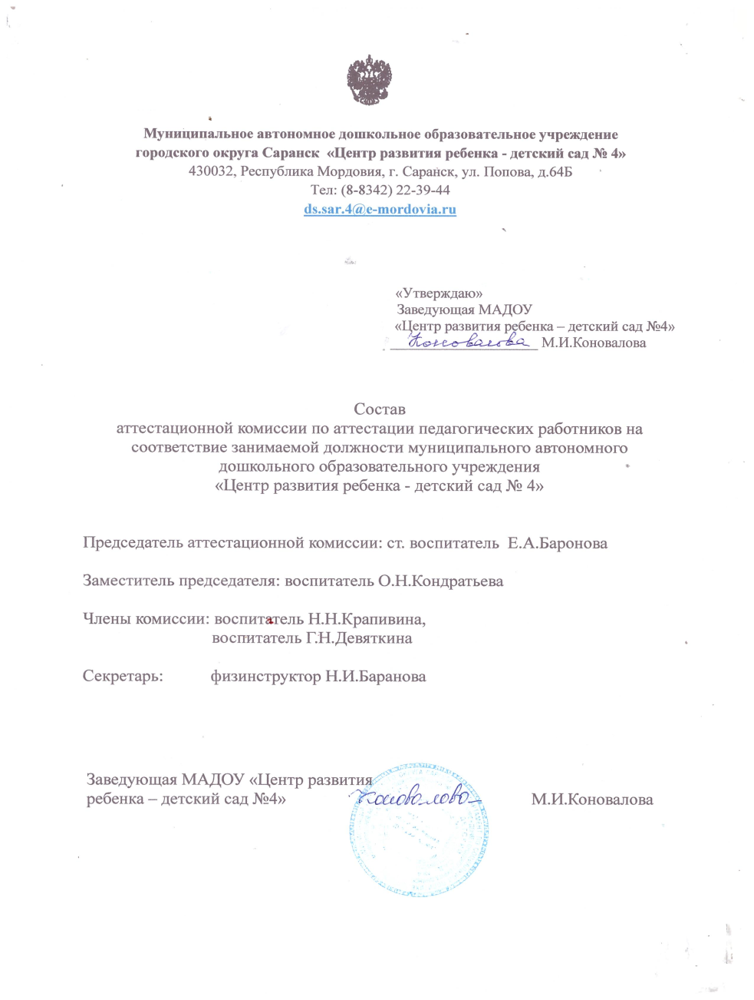 Муниципальное автономное дошкольное образовательное учреждение
городского округа Саранск «Центр развития ребенка - детский сад № 4»
430032, Республика Мордовия, г. Саранск, ул. Попова, д.64Б
Тел: (8-8342) 22-39-44
ds.sar.4@e-mordovia.ru
«Утверждаю»
Заведующая МАДОУ
«Центр развития ребенка – детский сад №4»
Коновалова М.И.Коновалова
Состав
аттестационной комиссии по аттестации педагогических работников на
соответствие занимаемой должности муниципального автономного
дошкольного образовательного учреждения
«Центр развития ребенка - детский сад № 4»
Председатель аттестационной комиссии: ст. воспитатель Е.А.Баронова
Заместитель председателя: воспитатель О.Н.Кондратьева
Члены комиссии: воспитатель Н.Н.Крапивина,
воспитатель Г.Н.Девяткина
Секретарь: физинструктор Н.И.Баранова
Заведующая МАДОУ «Центр развития
ребенка – детский сад №4» Коновалова М.И.Коновалова